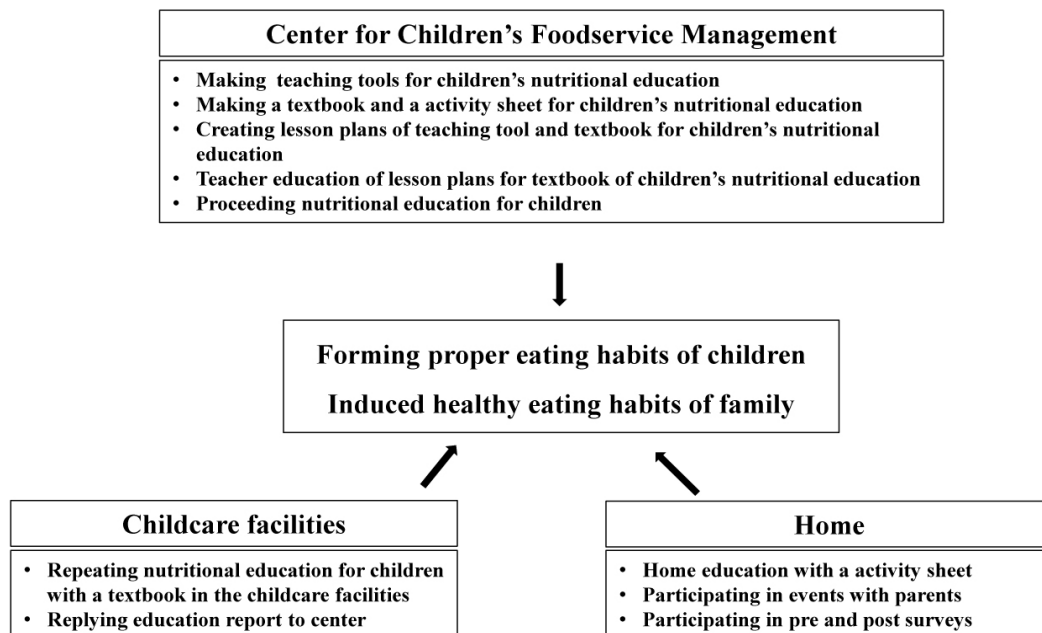 Center for Children's Foodservice Management
• Making teaching tools for children's nutritional education
• Making a textbook and a activity sheet for children's nutritional education
• Creating lesson plans of teaching tool and textbook for children's nutritional
education
• Teacher education of lesson plans for textbook of children's nutritional education
• Proceeding nutritional education for children
Forming proper eating habits of children
Induced healthy eating habits of family
Childcare facilities
• Repeating nutritional education for children
with a textbook in the childcare facilities
• Replying education report to center
Home
• Home education with a activity sheet
• Participating in events with parents
• Participating in pre and post surveys